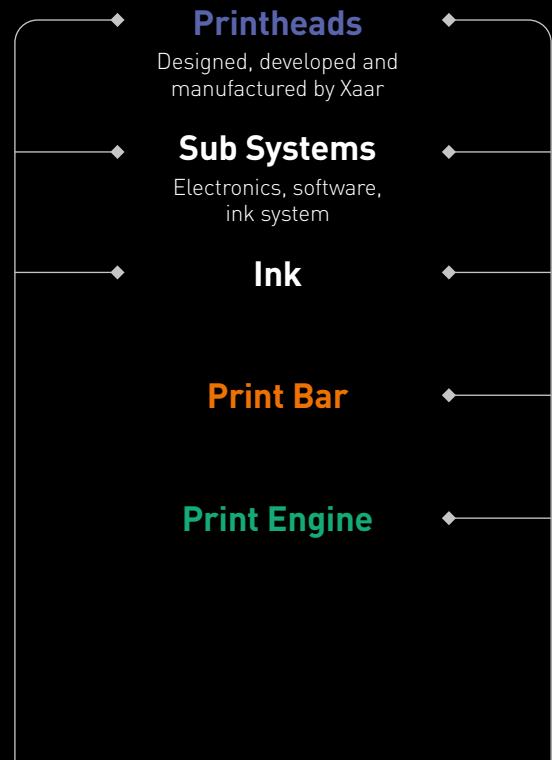 Printheads
Designed, developed and
manufactured by Xaar
Sub Systems
Electronics, software,
ink system
Ink
Print Bar
Print Engine